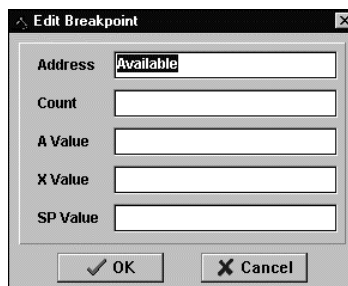 Edit Breakpoint
Address Available
Count
A Value
X Value
SP Value
OK Cancel